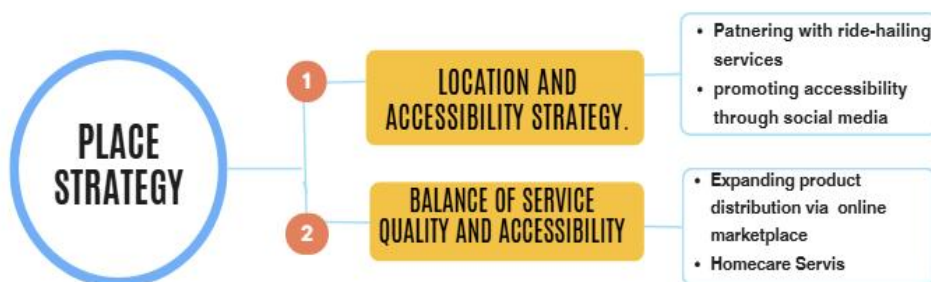 PLACE
STRATEGY
1
LOCATION AND
ACCESSIBILITY STRATEGY.
• Patnering with ride-hailing
services
• promoting accessibility
through social media
2
BALANCE OF SERVICE
QUALITY AND ACCESSIBILITY
• Expanding product
distribution via online
marketplace
• Homecare Servis